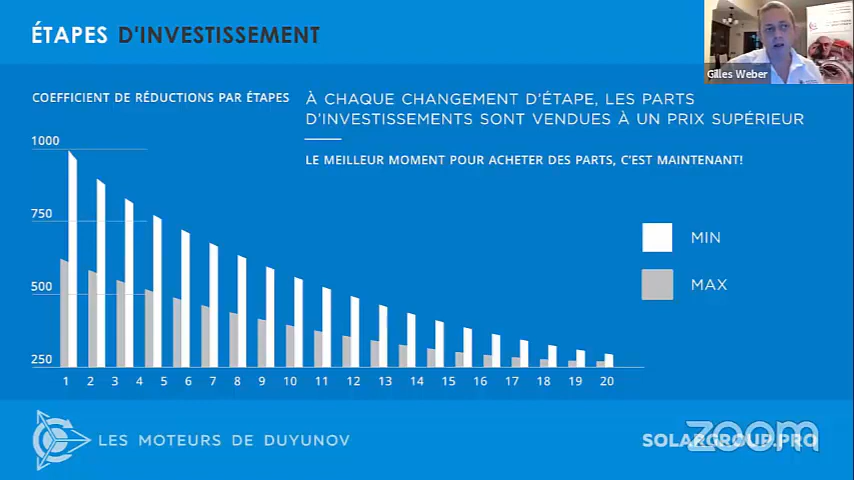 ÉTAPES D'INVESTISSEMENT
Gilles Weber
COEFFICIENT DE RÉDUCTIONS PAR ÉTAPES
À CHAQUE CHANGEMENT D'ÉTAPE, LES PARTS
D'INVESTISSEMENTS SONT VENDUES À UN PRIX SUPÉRIEUR
LE MEILLEUR MOMENT POUR ACHETER DES PARTS, C'EST MAINTENANT!
1000
750
500
250
MIN
MAX
1 2 3 4 5 6 7 8 9 10 11 12 13 14 15 16 17 18 19 20
LES MOTEURS DE DUYUNOV
SOLARGROUP.PRO
zoom